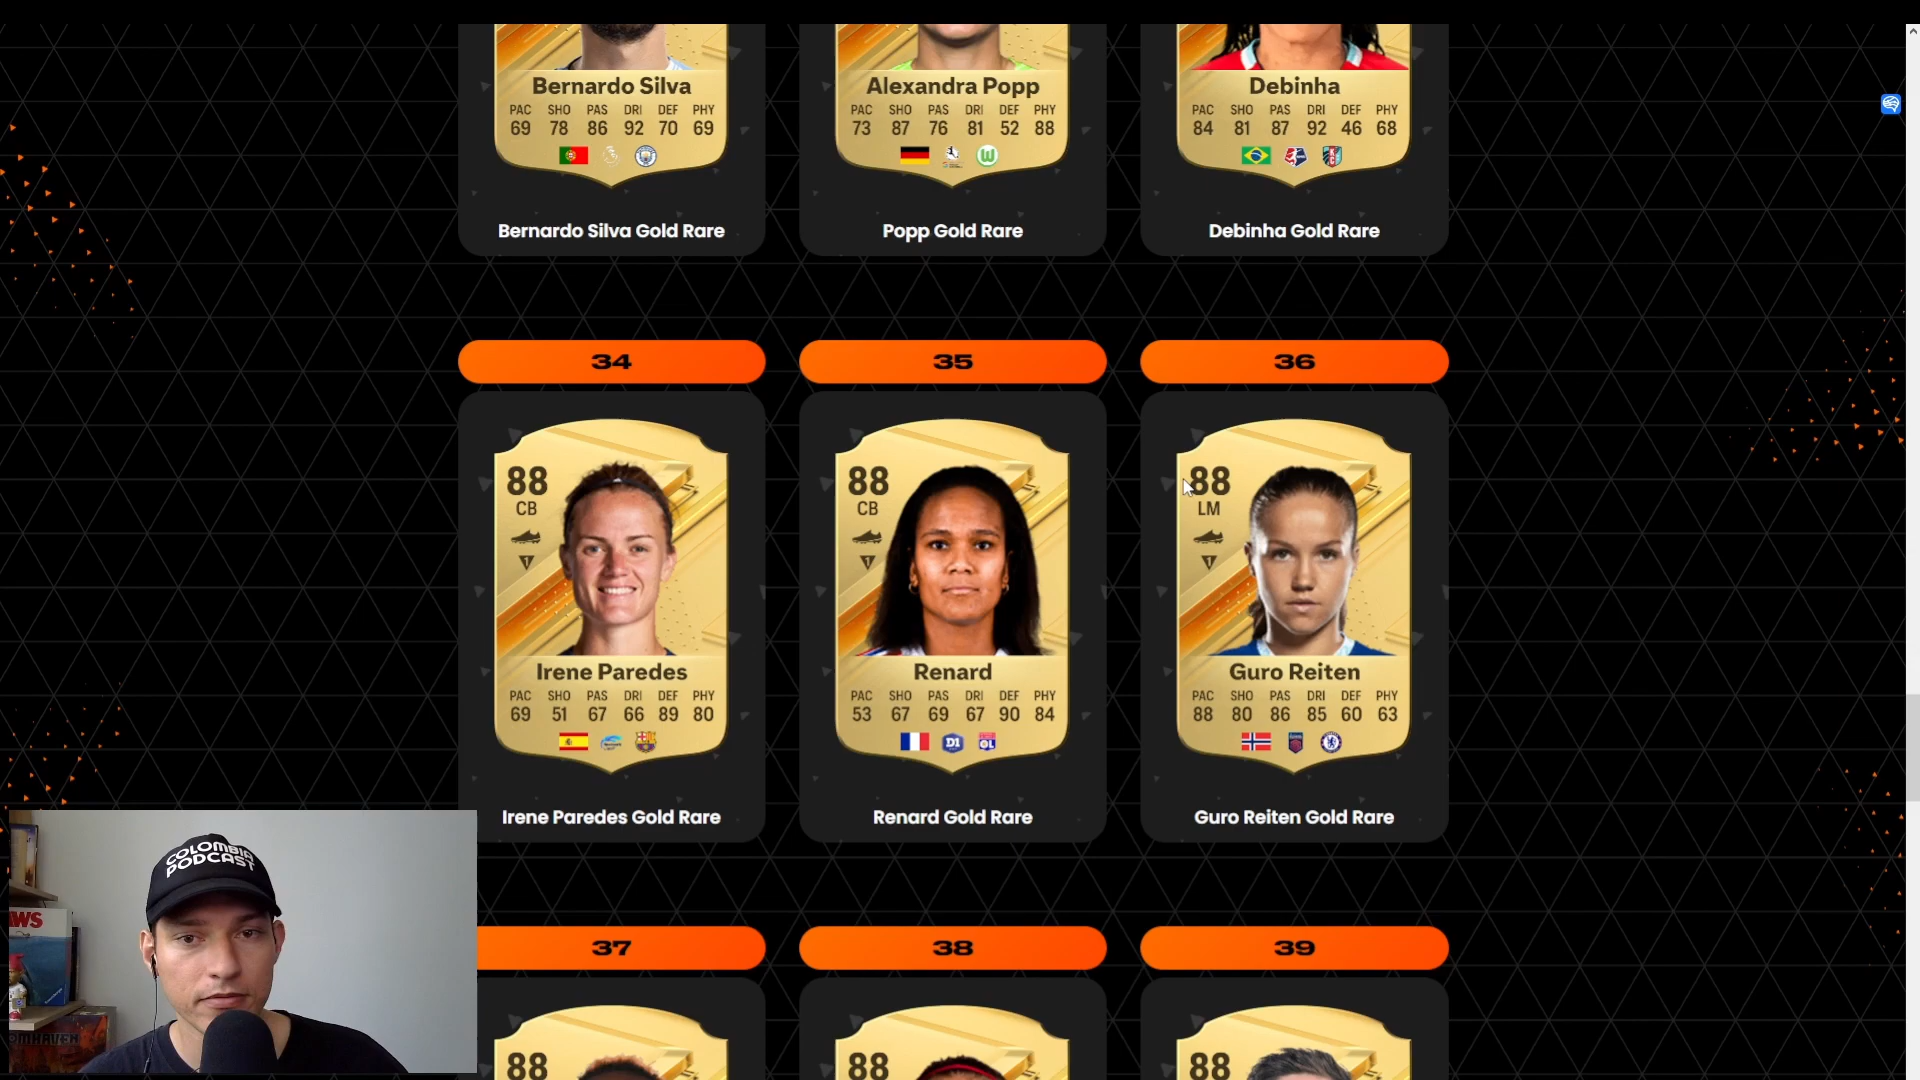 Bernardo Silva
PAC SHO PAS DRI DEF PHY
69 78 86 92 70 69
Bernardo Silva Gold Rare
Alexandra Popp
PAC SHO PAS DRI DEF PHY
73 87 76 81 52 88
W
Popp Gold Rare
Debinha
PAC SHO PAS DRI DEF PHY
84 81 87 92 46 68
KC
Debinha Gold Rare
34
88
CB
1
Irene Paredes
PAC SHO PAS DRI DEF PHY
69 51 67 66 89 80
Irene Paredes Gold Rare
35
88
CB
1
Renard
PAC SHO PAS DRI DEF PHY
53 67 69 67 90 84
D1
OL
Renard Gold Rare
36
88
LM
1
Guro Reiten
PAC SHO PAS DRI DEF PHY
88 80 86 85 60 63
Guro Reiten Gold Rare
37
88
38
88
39
88
COLOMBIA
PODCAST